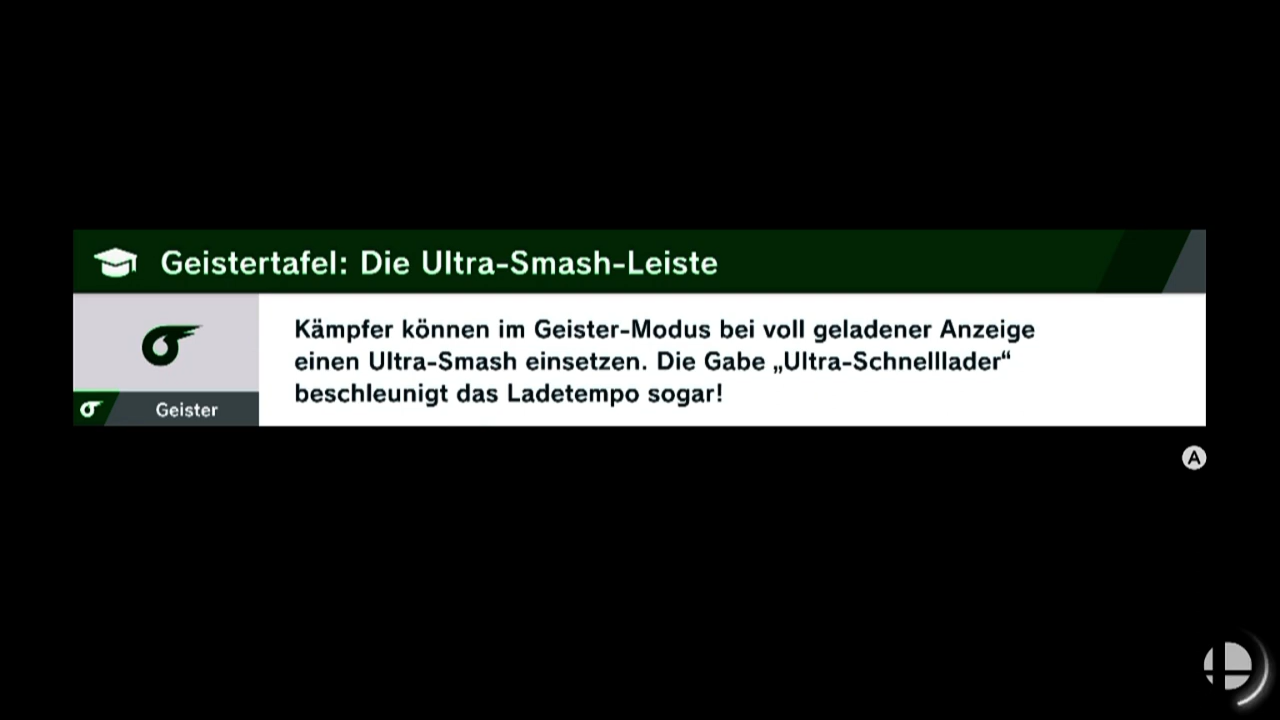 Geistertafel: Die Ultra-Smash-Leiste
Kämpfer können im Geister-Modus bei voll geladener Anzeige
einen Ultra-Smash einsetzen. Die Gabe „Ultra-Schnelllader“
beschleunigt das Ladetempo sogar!
Geister
A